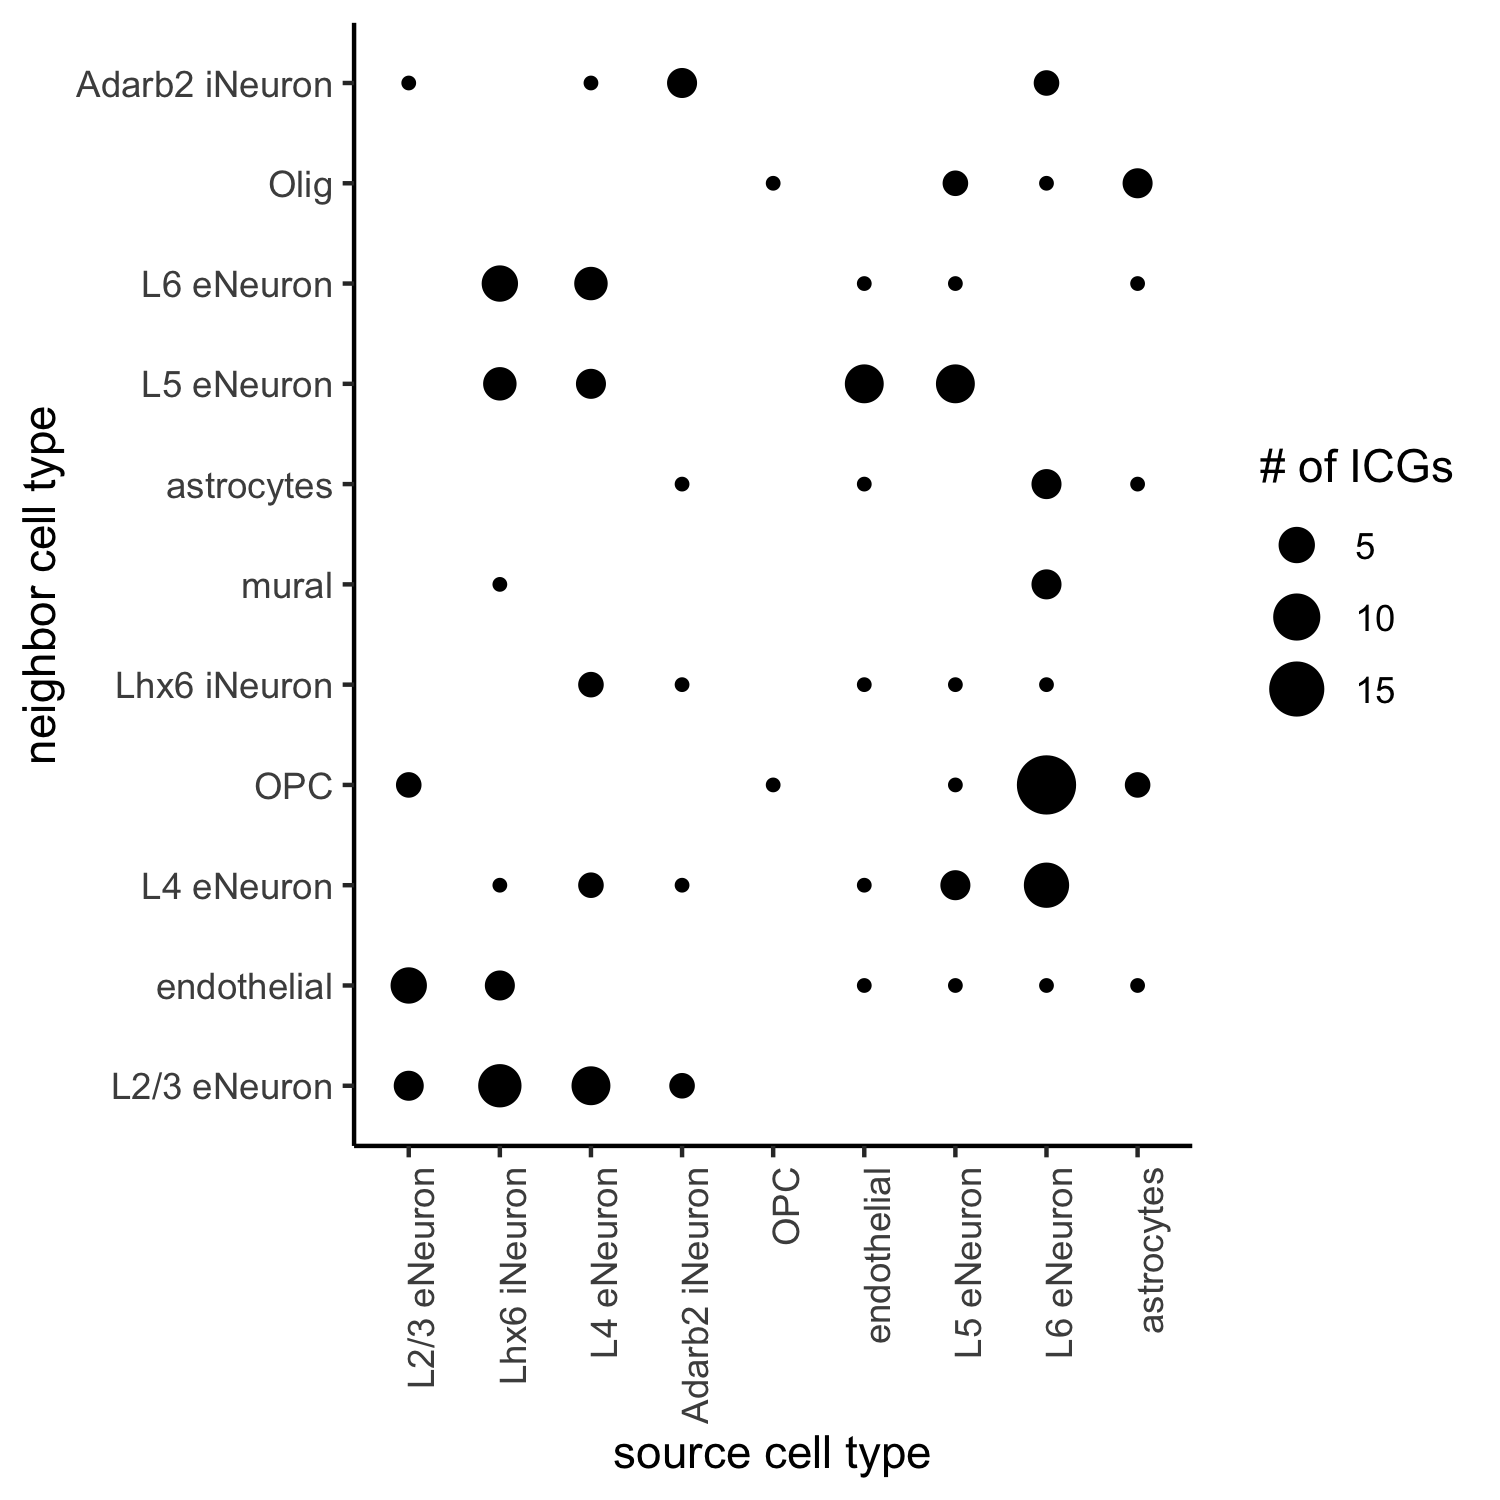 Adarb2 iNeuron
Olig
L6 eNeuron
L5 eNeuron
astrocytes
mural
Lhx6 iNeuron
OPC
L4 eNeuron
endothelial
L2/3 eNeuron
neighbor cell type
L2/3 eNeuron
Lhx6 iNeuron
L4 eNeuron
Adarb2 iNeuron
OPC
endothelial
L5 eNeuron
L6 eNeuron
astrocytes
source cell type
# of ICGs
5
10
15